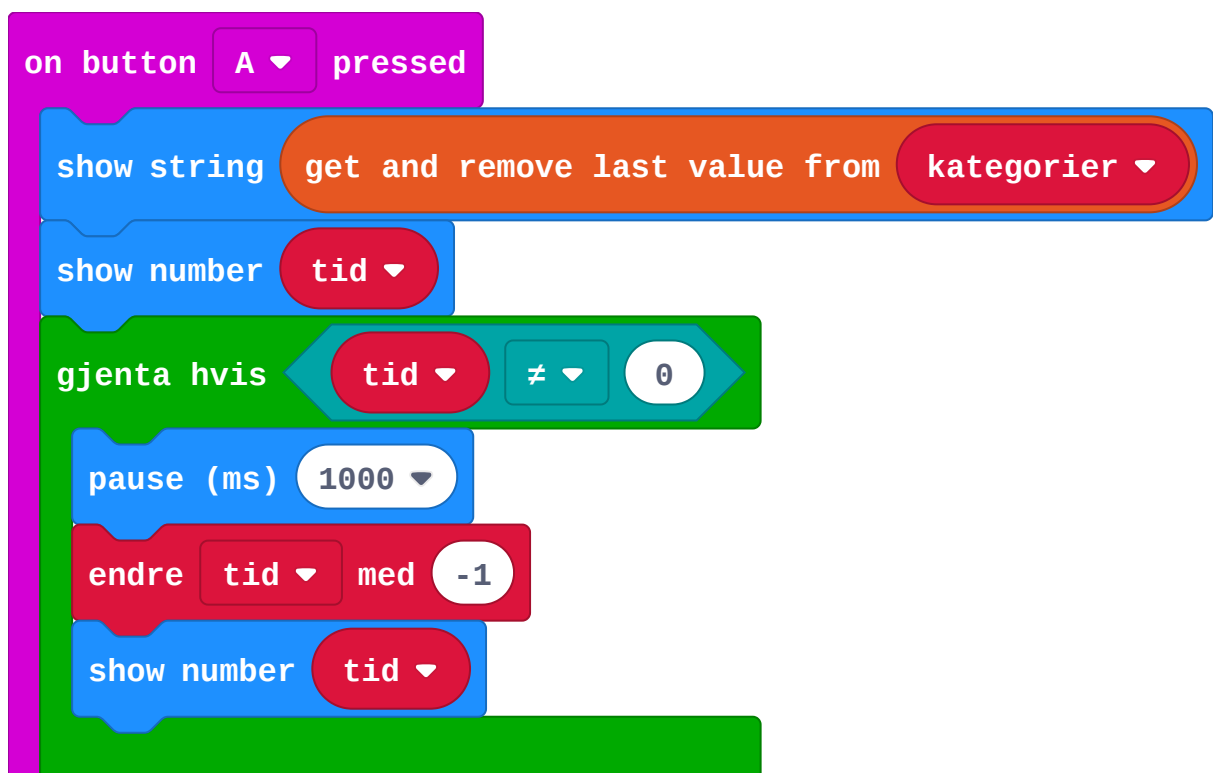 on button A pressed
show string get and remove last value from kategorier
show number tid
gjenta hvis tid ≠ 0
pause (ms) 1000
endre tid med -1
show number tid